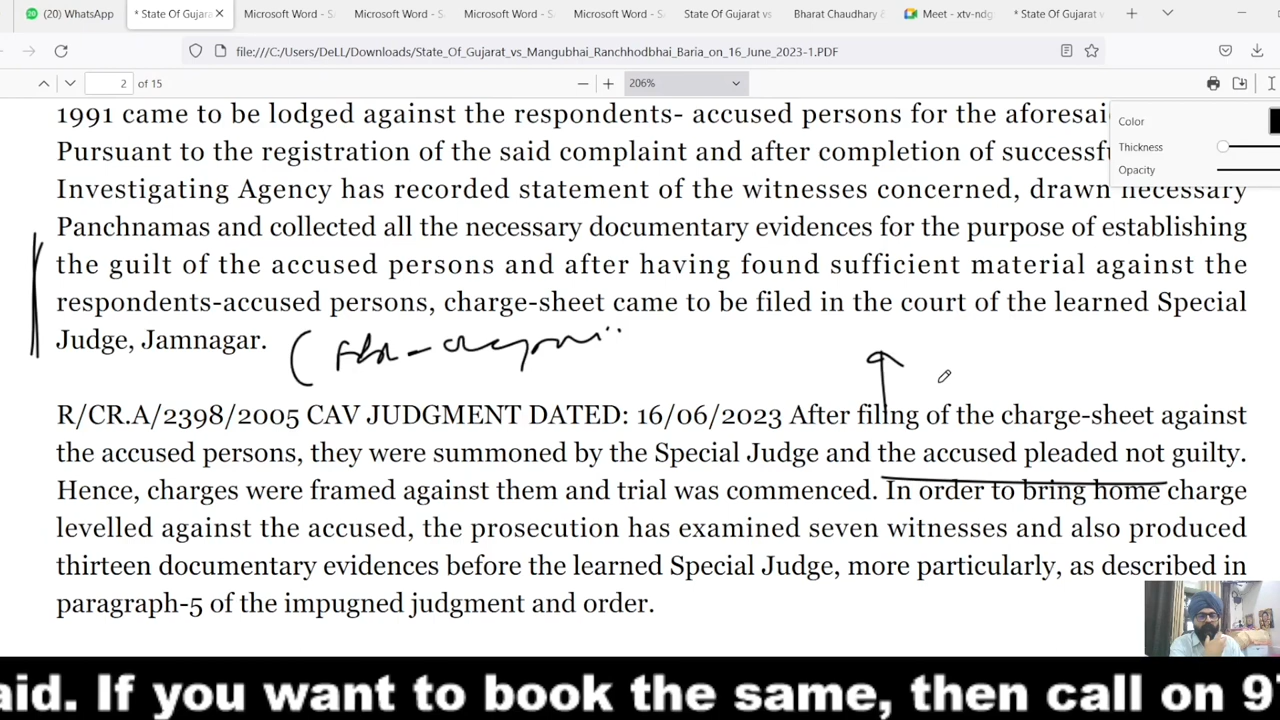 (20) WhatsApp
* State Of Gujara
Microsoft Word - S
Microsoft Word - S
Microsoft Word - S
Microsoft Word - S
State Of Gujarat vs
Bharat Chaudhary &
Meet - xtv-ndg
* State Of Gujarat v
file:///C:/Users/DeLL/Downloads/State_Of_Gujarat_vs_Mangubhai_Ranchhodbhai_Baria_on_16_June_2023-1.PDF
2 of 15
206%
Color
Thickness
Opacity
1991 came to be lodged against the respondents- accused persons for the aforesai
Pursuant to the registration of the said complaint and after completion of successf
Investigating Agency has recorded statement of the witnesses concerned, drawn necessary
Panchnamas and collected all the necessary documentary evidences for the purpose of establishing
the guilt of the accused persons and after having found sufficient material against the
respondents-accused persons, charge-sheet came to be filed in the court of the learned Special
Judge, Jamnagar.
R/CR.A/2398/2005 CAV JUDGMENT DATED: 16/06/2023 After filing of the charge-sheet against
the accused persons, they were summoned by the Special Judge and the accused pleaded not guilty.
Hence, charges were framed against them and trial was commenced. In order to bring home charge
levelled against the accused, the prosecution has examined seven witnesses and also produced
thirteen documentary evidences before the learned Special Judge, more particularly, as described in
paragraph-5 of the impugned judgment and order.
aid. If you want to book the same, then call on 97